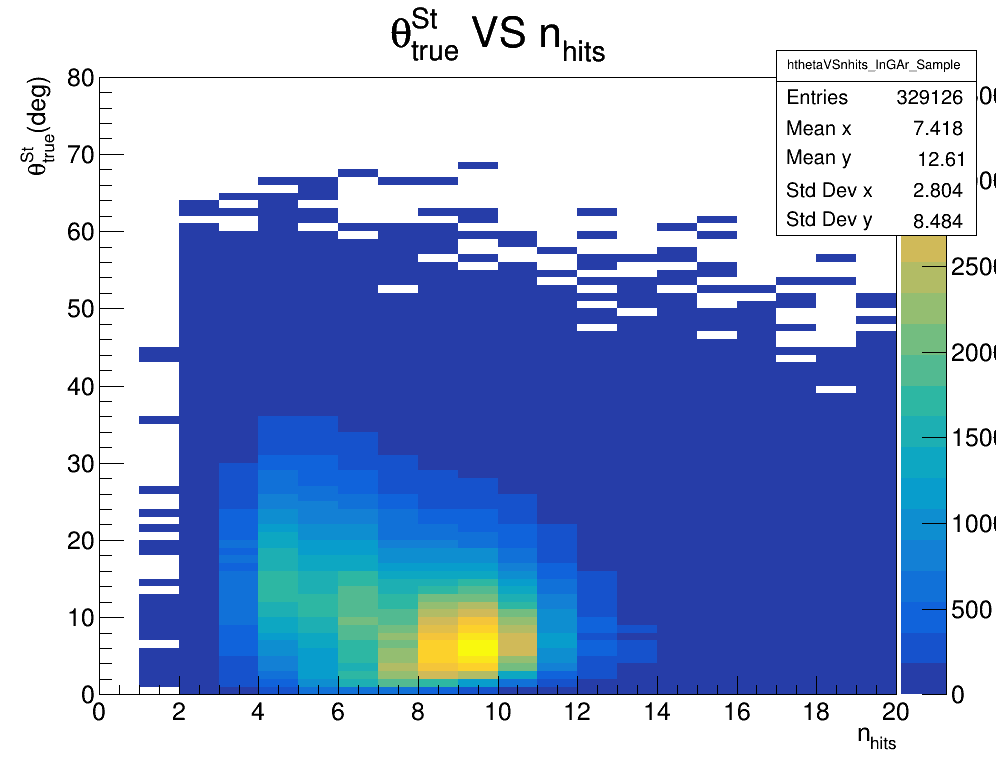 θ^St_true VS n_hits
hthetaVSnhits_InGAr_Sample
Entries 329126
Mean x 7.418
Mean y 12.61
Std Dev x 2.804
Std Dev y 8.484
θ^St_true(deg)
80
70
60
50
40
30
20
10
0
0 2 4 6 8 10 12 14 16 18 20
n_hits
2000
1500
1000
500
0